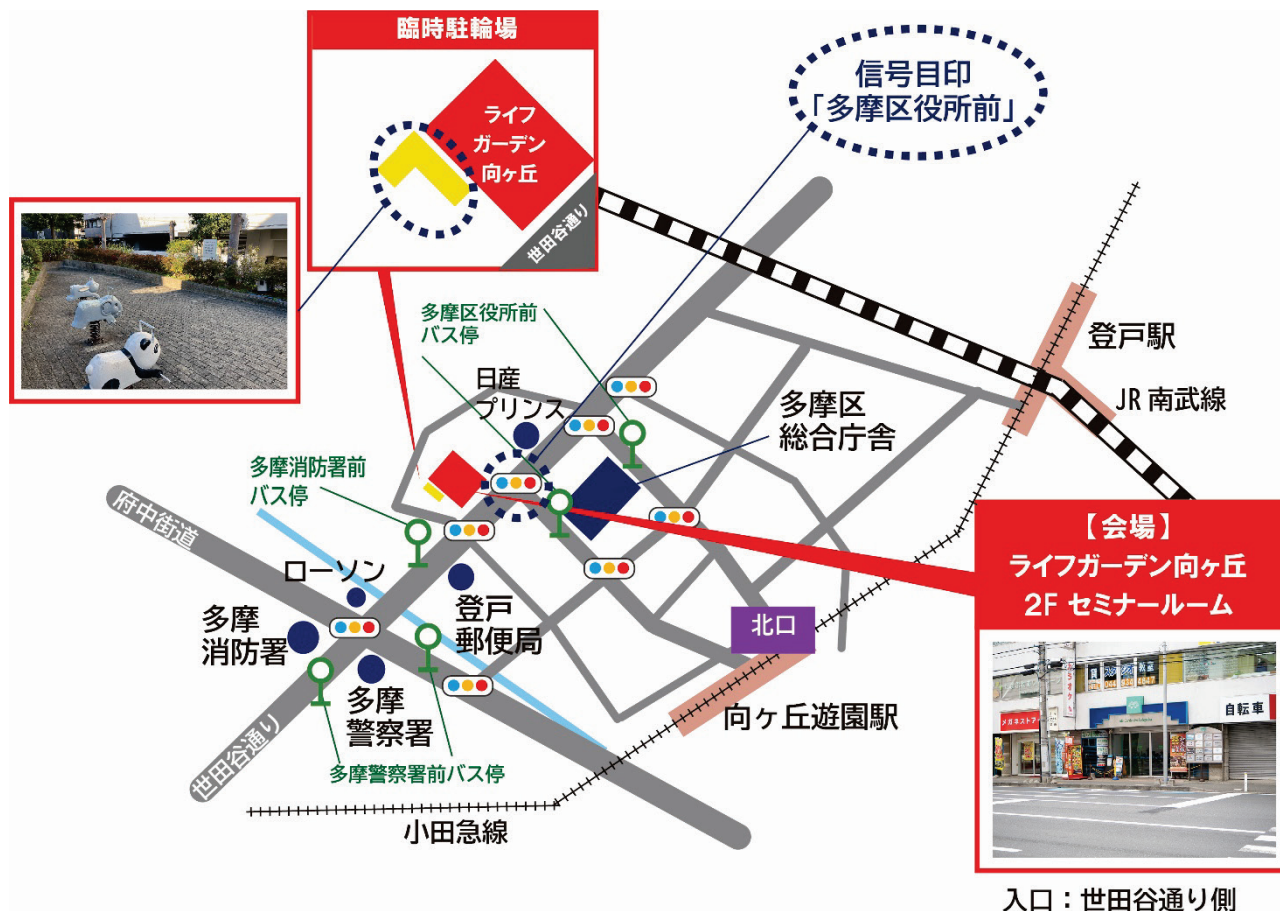 臨時駐輪場
ライフ
ガーデン
向ヶ丘
世田谷通り
信号目印
「多摩区役所前」
多摩区役所前
バス停
日産
プリンス
多摩区
総合庁舎
登戸駅
JR 南武線
多摩消防署前
バス停
府中街道
ローソン
多摩
消防署
登戸
郵便局
多摩
警察署
世田谷通り
多摩警察署前バス停
北口
向ヶ丘遊園駅
小田急線
【会場】
ライフガーデン向ヶ丘
2F セミナールーム
メガネストアー
自転車
入口：世田谷通り側